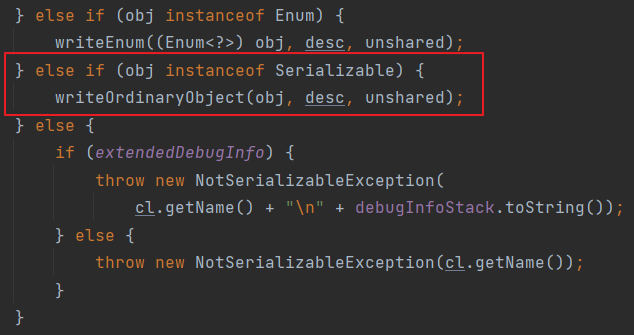 } else if (obj instanceof Enum) {
writeEnum((Enum<?>) obj, desc, unshared);
} else if (obj instanceof Serializable) {
writeOrdinaryObject(obj, desc, unshared);
} else {
if (extendedDebugInfo) {
throw new NotSerializableException(
cl.getName() + "\n" + debugInfoStack.toString());
} else {
throw new NotSerializableException(cl.getName());
}
}